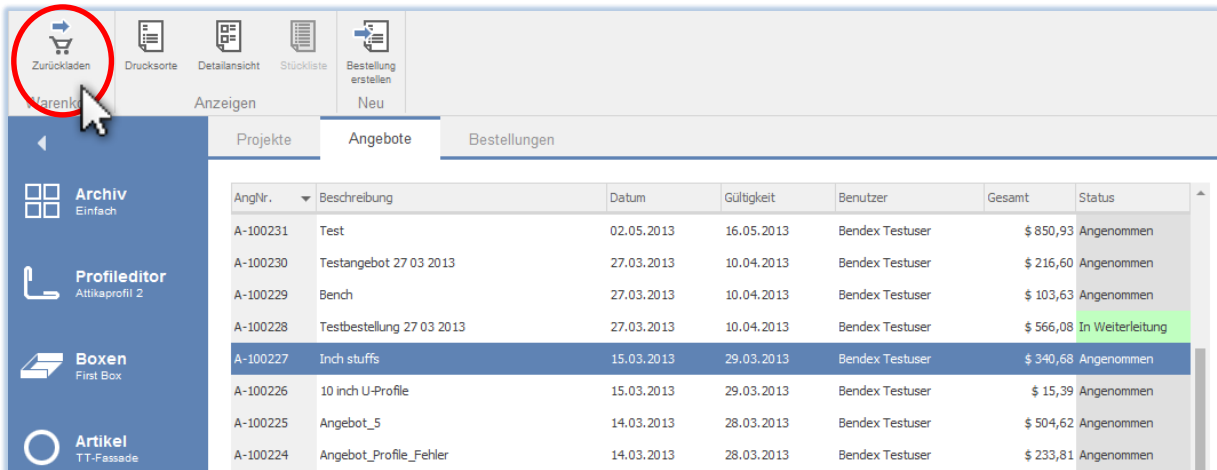 Zurückladen Drucksorte Detailansicht Stückliste Bestellung erstellen
Anzeigen Neu
Projekte Angebote Bestellungen
Archiv
Einfach
Profileditor
Attikaprofil 2
Boxen
First Box
Artikel
TT-Fassade
AngNr. Beschreibung Datum Gültigkeit Benutzer Gesamt Status
A-100231 Test 02.05.2013 16.05.2013 Bendex Testuser $ 850,93 Angenommen
A-100230 Testangebot 27 03 2013 27.03.2013 10.04.2013 Bendex Testuser $ 216,60 Angenommen
A-100229 Bench 27.03.2013 10.04.2013 Bendex Testuser $ 103,63 Angenommen
A-100228 Testbestellung 27 03 2013 27.03.2013 10.04.2013 Bendex Testuser $ 566,08 In Weiterleitung
A-100227 Inch stuffs 15.03.2013 29.03.2013 Bendex Testuser $ 340,68 Angenommen
A-100226 10 inch U-Profile 15.03.2013 29.03.2013 Bendex Testuser $ 15,39 Angenommen
A-100225 Angebot_5 14.03.2013 28.03.2013 Bendex Testuser $ 504,62 Angenommen
A-100224 Angebot_Profile_Fehler 14.03.2013 28.03.2013 Bendex Testuser $ 233,81 Angenommen